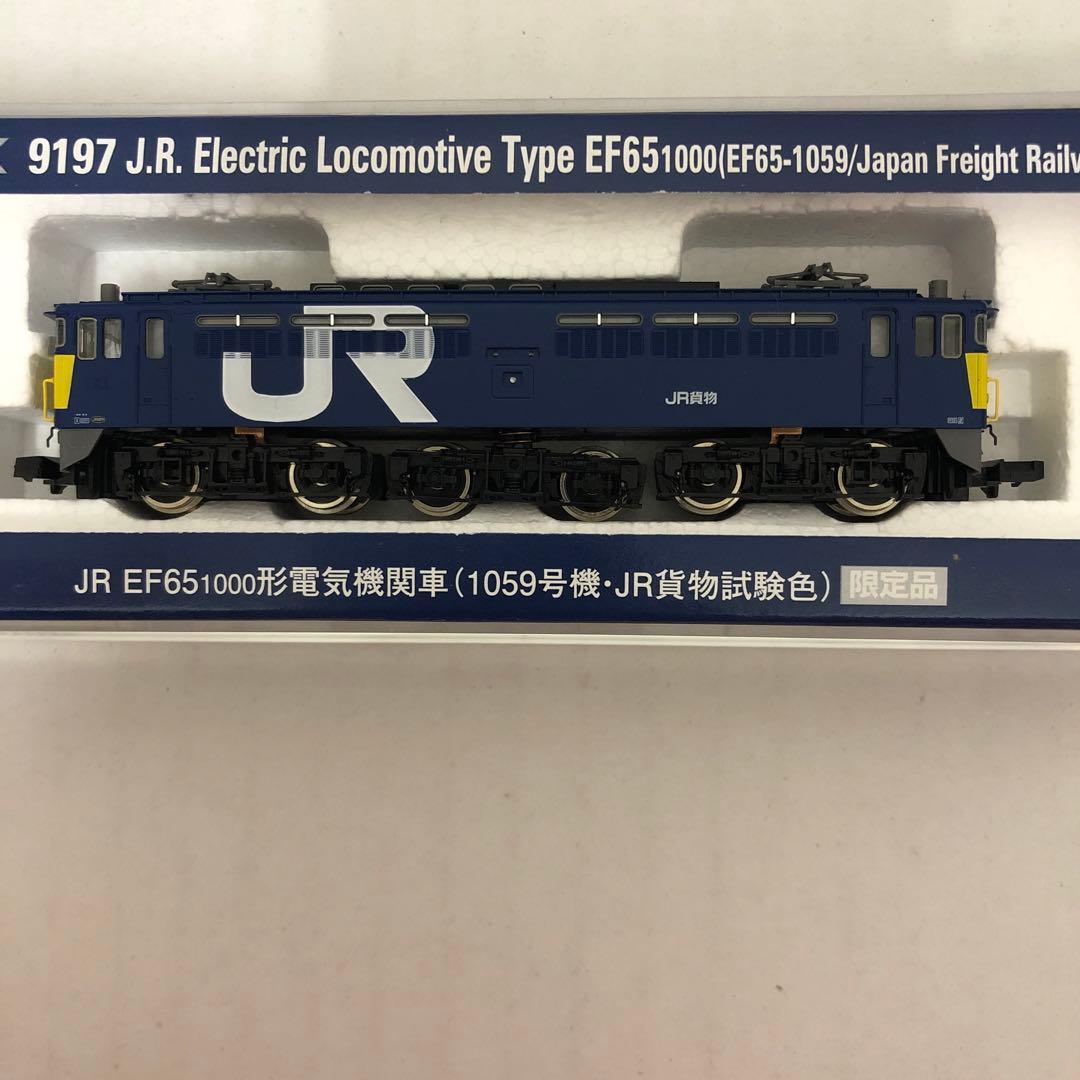 9197 J.R. Electric Locomotive Type EF651000(EF65-1059/Japan Freight
JR
JR貨物
JR EF651000形電気機関車(1059号機・JR貨物試験色) 限定品